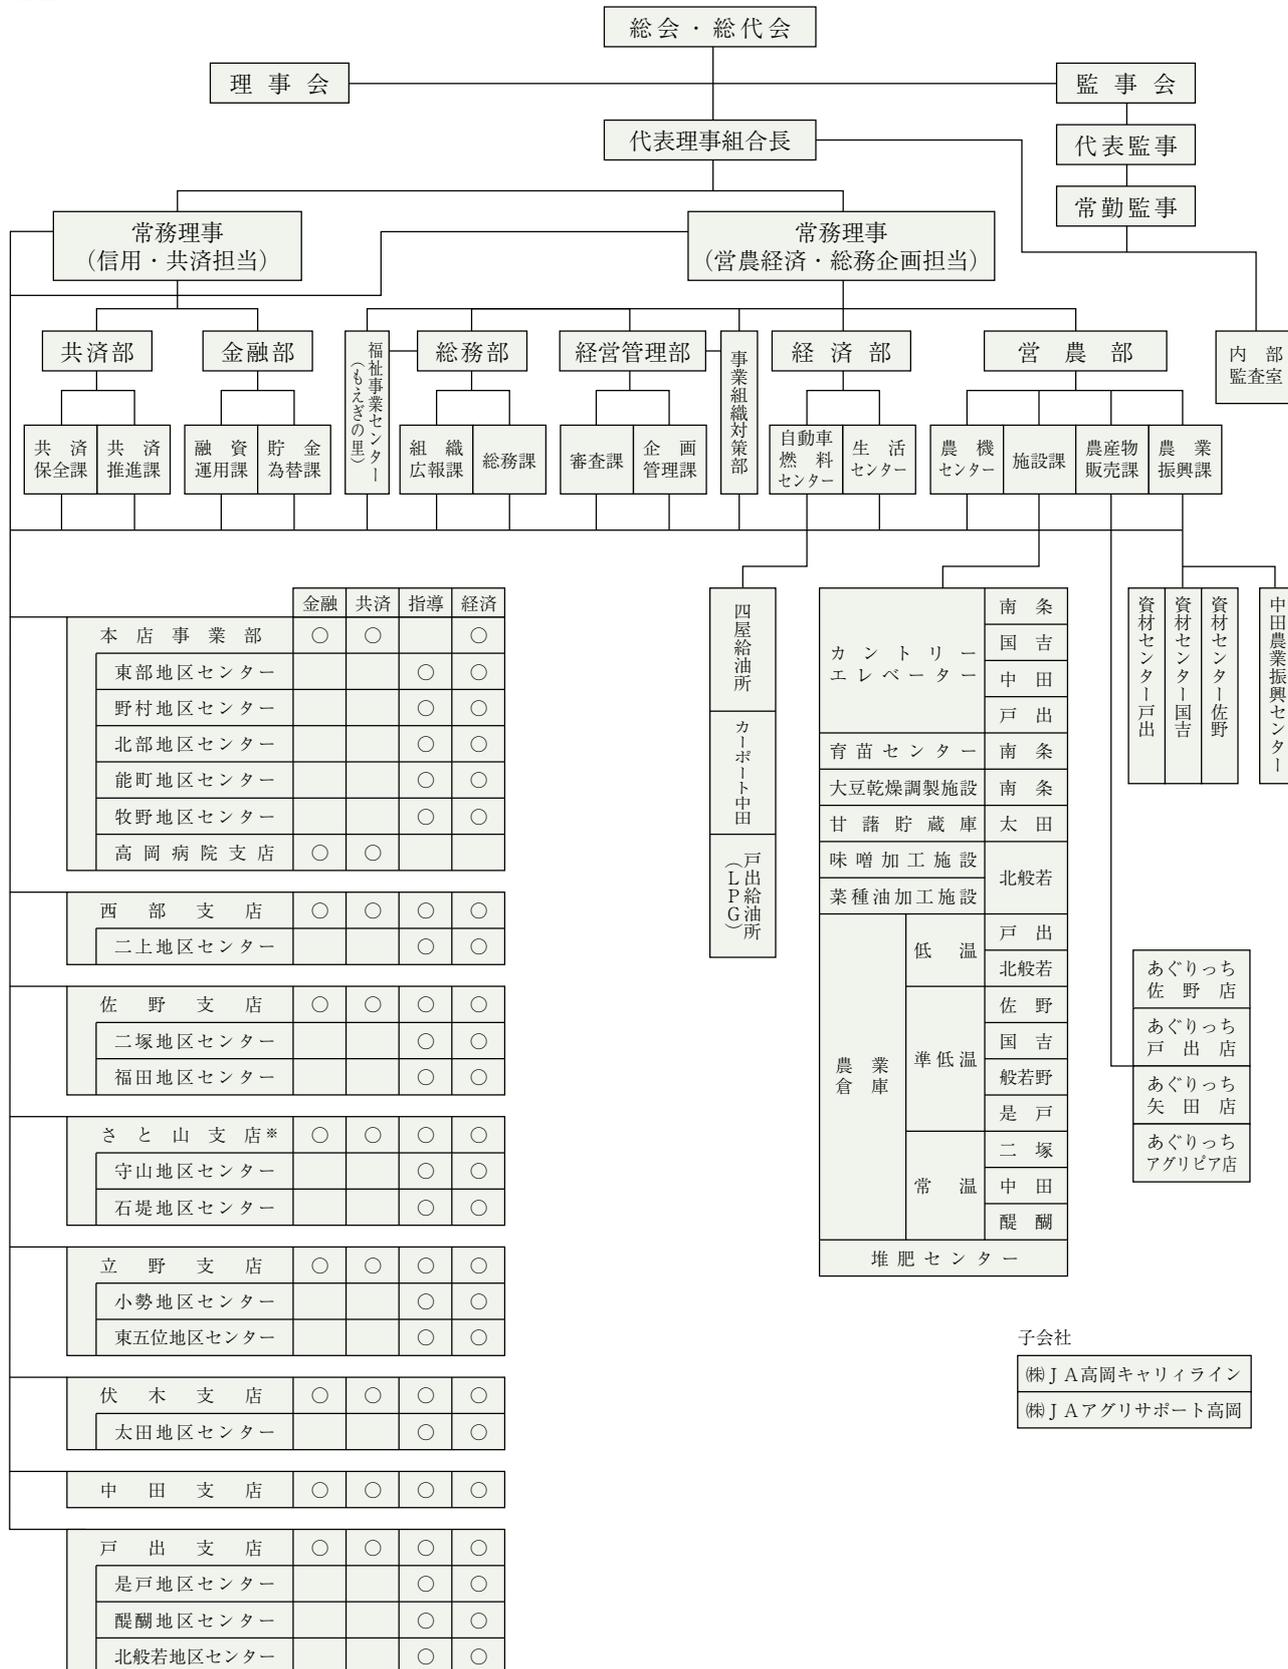 総会・総代会
理事会
監事会
代表理事組合長
代表監事
常勤監事
常務理事
（信用・共済担当）
常務理事
（営農経済・総務企画担当）
共済部
金融部
福祉事業センター
（もえぎの里）
総務部
経営管理部
事業組織対策部
経済部
営農部
内部
監査室
共済
保全課
共済
推進課
融資
運用課
貯金
為替課
組織
広報課
総務課
審査課
企画
管理課
自動車
燃料
センター
生活
センター
農機
センター
施設課
農産物
販売課
農業
振興課
金融 共済 指導 経済
本店事業部 ○ ○ ○
東部地区センター ○ ○
野村地区センター ○ ○
北部地区センター ○ ○
能町地区センター ○ ○
牧野地区センター ○ ○
高岡病院支店 ○ ○
西部支店 ○ ○ ○ ○
二上地区センター ○ ○
佐野支店 ○ ○ ○ ○
二塚地区センター ○ ○
福田地区センター ○ ○
さと山支店※ ○ ○ ○ ○
守山地区センター ○ ○
石堤地区センター ○ ○
立野支店 ○ ○ ○ ○
小勢地区センター ○ ○
東五位地区センター ○ ○
伏木支店 ○ ○ ○ ○
太田地区センター ○ ○
中田支店 ○ ○ ○ ○
戸出支店 ○ ○ ○ ○
是戸地区センター ○ ○
醍醐地区センター ○ ○
北般若地区センター ○ ○
四屋給油所
カーポート中田
戸出給油所
（ＬＰＧ）
カントリー
エレベーター
南条
国吉
中田
戸出
育苗センター 南条
大豆乾燥調製施設 南条
甘藷貯蔵庫 太田
味噌加工施設
菜種油加工施設
北般若
農業
倉庫
低温
戸出
北般若
準低温
佐野
国吉
般若野
是戸
常温
二塚
中田
醍醐
堆肥センター
資材センター戸出
資材センター国吉
資材センター佐野
中田農業振興センター
あぐりっち
佐野店
あぐりっち
戸出店
あぐりっち
矢田店
あぐりっち
アグリピア店
子会社
㈱ＪＡ高岡キャリィライン
㈱ＪＡアグリサポート高岡